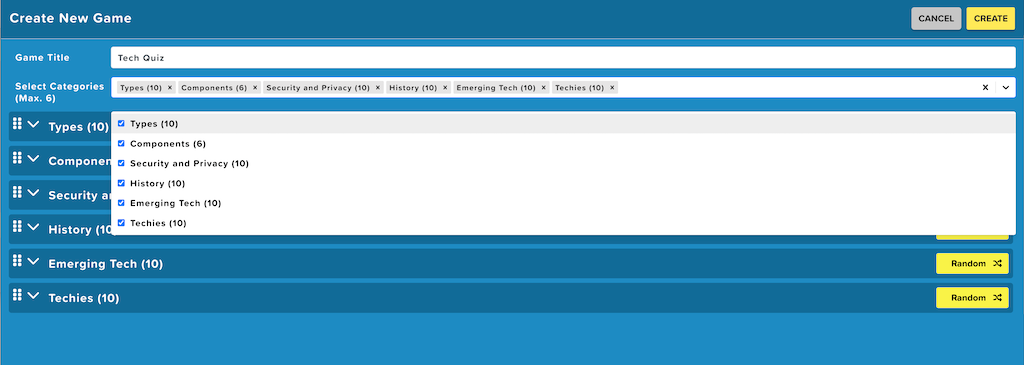 Create New Game
CANCEL
CREATE
Game Title
Tech Quiz
Select Categories
(Max. 6)
Types (10) × Components (6) × Security and Privacy (10) × History (10) × Emerging Tech (10) × Techies (10) ×
Types (10)
Types (10)
Components (6)
Componen
Security and Privacy (10)
History (10)
Security a
Emerging Tech (10)
Techies (10)
History (10
Emerging Tech (10)
Random
Techies (10)
Random